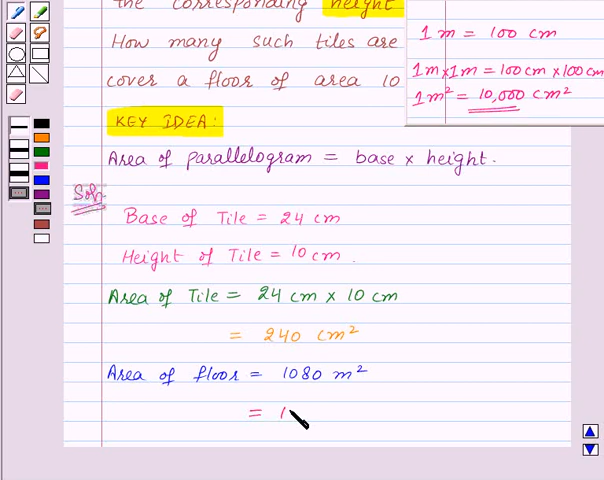 the corresponding height
How many such tiles are
cover a floor of area 10
1 m = 100 cm
1m × 1m = 100 cm × 100 cm
1 m² = 10,000 cm²
KEY IDEA:
Area of parallelogram = base × height.
Soln.
Base of Tile = 24 cm
Height of Tile = 10 cm.
Area of Tile = 24 cm × 10 cm
= 240 cm²
Area of floor = 1080 m²
= 1